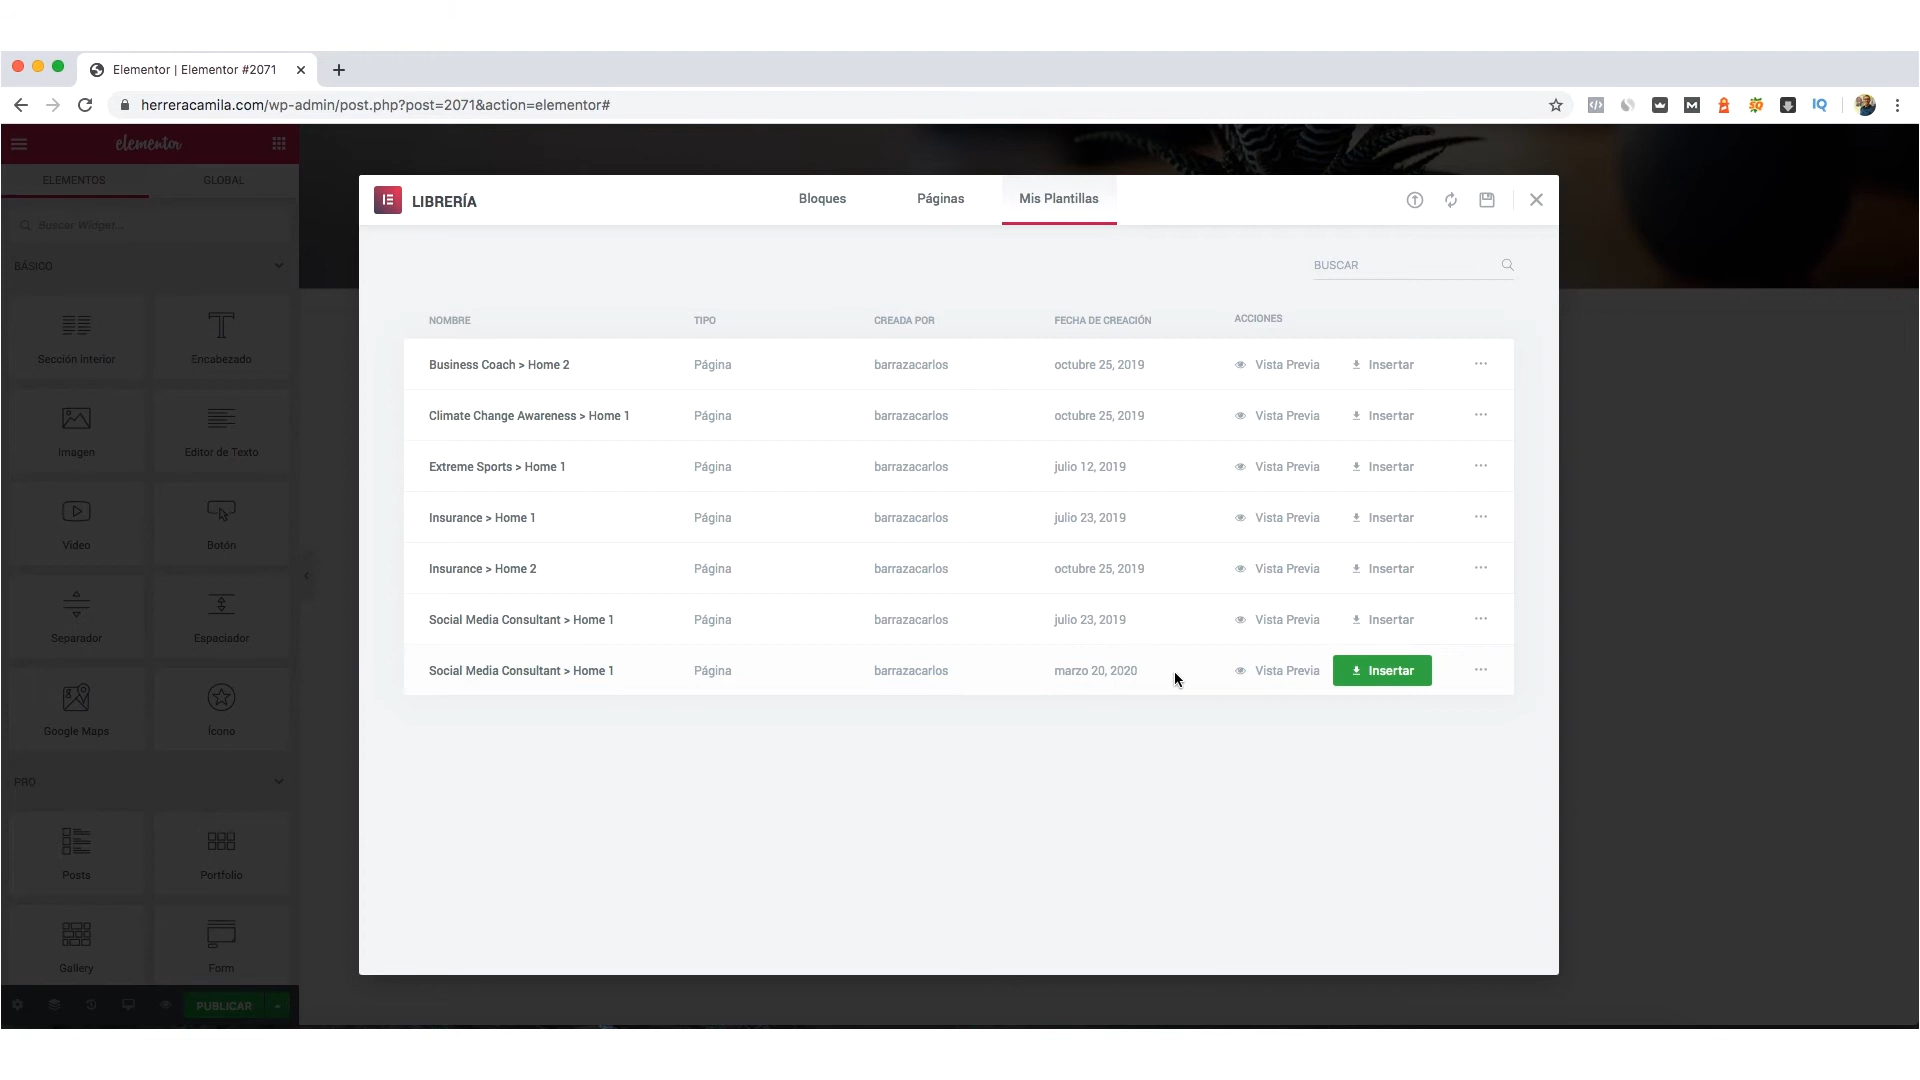 Elementor | Elementor #2071
herreracamila.com/wp-admin/post.php?post=2071&action=elementor#
IQ
elementor
ELEMENTOS
GLOBAL
Buscar Widget...
BÁSICO
Sección interior
Encabezado
Imagen
Editor de Texto
Video
Botón
Separador
Espaciador
Google Maps
Ícono
PRO
Posts
Portfolio
Gallery
Form
PUBLICAR
LIBRERÍA
Bloques
Páginas
Mis Plantillas
BUSCAR
NOMBRE TIPO CREADA POR FECHA DE CREACIÓN ACCIONES
Business Coach > Home 2 Página barrazacarlos octubre 25, 2019 Vista Previa Insertar
Climate Change Awareness > Home 1 Página barrazacarlos octubre 25, 2019 Vista Previa Insertar
Extreme Sports > Home 1 Página barrazacarlos julio 12, 2019 Vista Previa Insertar
Insurance > Home 1 Página barrazacarlos julio 23, 2019 Vista Previa Insertar
Insurance > Home 2 Página barrazacarlos octubre 25, 2019 Vista Previa Insertar
Social Media Consultant > Home 1 Página barrazacarlos julio 23, 2019 Vista Previa Insertar
Social Media Consultant > Home 1 Página barrazacarlos marzo 20, 2020 Vista Previa Insertar